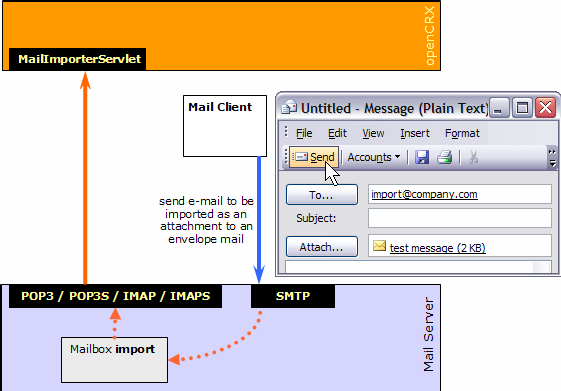 openCRX
MailImporterServlet
Mail Client
Untitled - Message (Plain Text)
File Edit View Insert Format
Send Accounts
To... import@company.com
Subject:
Attach... test message (2 KB)
send e-mail to be
imported as an
attachment to an
envelope mail
POP3 / POP3S / IMAP / IMAPS
SMTP
Mailbox import
Mail Server